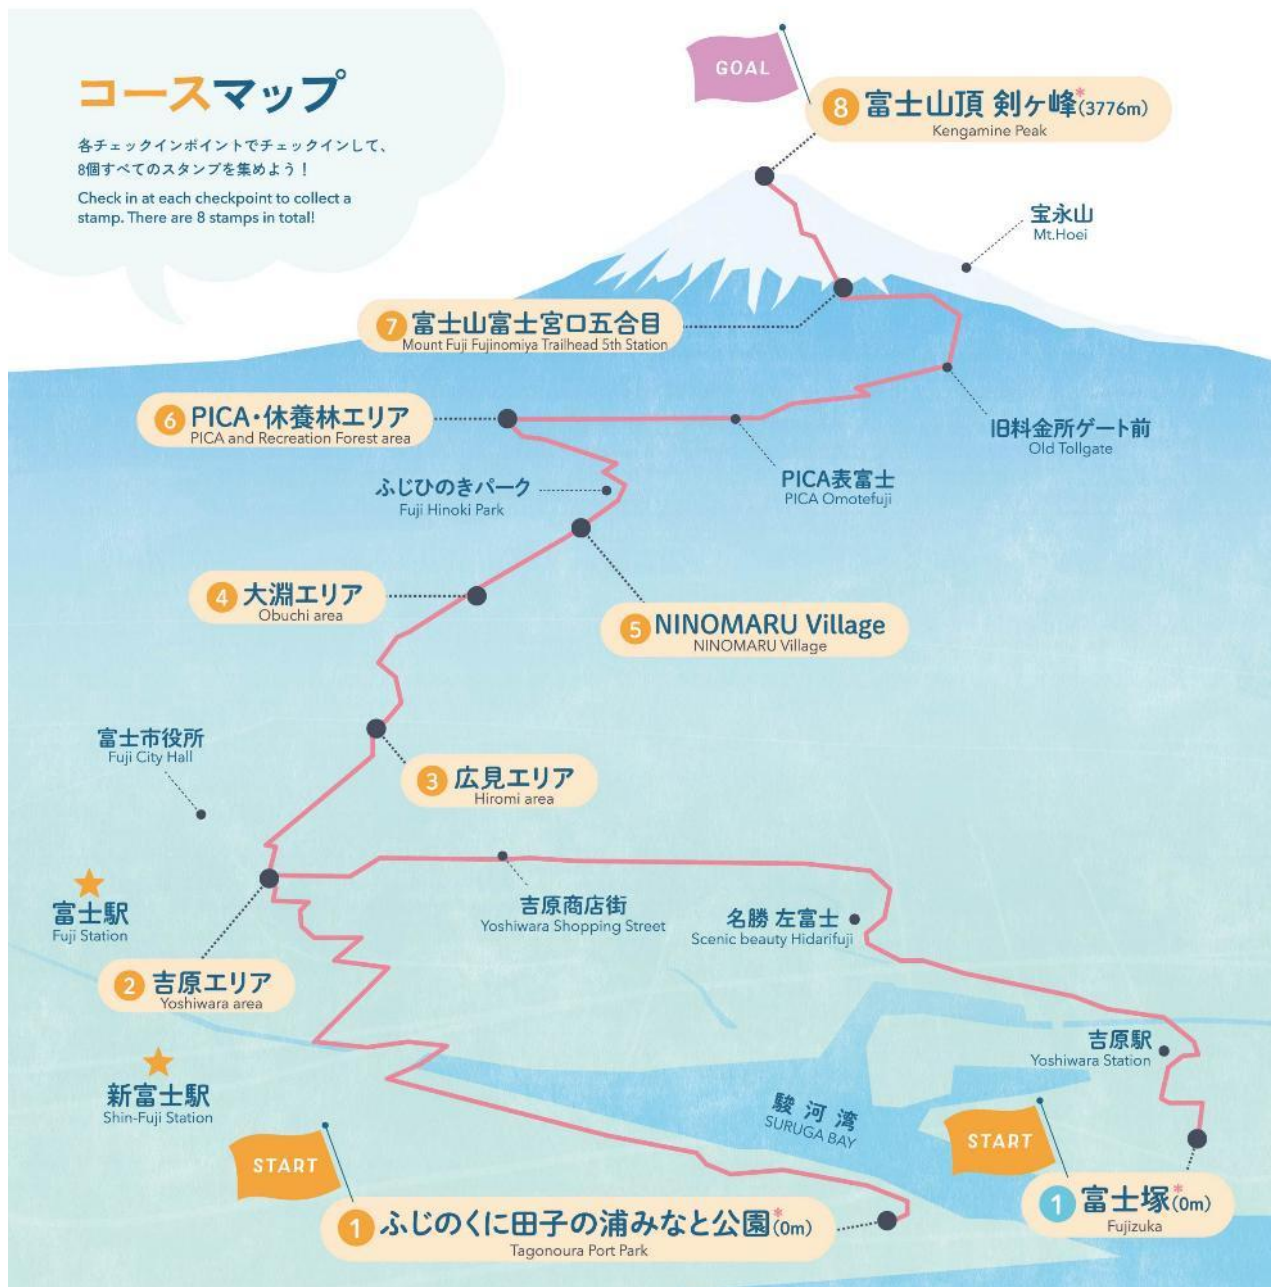 コースマップ
各チェックインポイントでチェックインして、
8個すべてのスタンプを集めよう！
Check in at each checkpoint to collect a
stamp. There are 8 stamps in total!
GOAL
8 富士山頂 剣ヶ峰*(3776m)
Kengamine Peak
宝永山
Mt.Hoei
7 富士山富士宮口五合目
Mount Fuji Fujinomiya Trailhead 5th Station
6 PICA・休養林エリア
PICA and Recreation Forest area
旧料金所ゲート前
Old Tollgate
PICA表富士
PICA Omotefuji
ふじひのきパーク
Fuji Hinoki Park
4 大淵エリア
Obuchi area
5 NINOMARU Village
NINOMARU Village
富士市役所
Fuji City Hall
3 広見エリア
Hiromi area
富士駅
Fuji Station
吉原商店街
Yoshiwara Shopping Street
名勝 左富士
Scenic beauty Hidarifuji
2 吉原エリア
Yoshiwara area
吉原駅
Yoshiwara Station
新富士駅
Shin-Fuji Station
駿河湾
SURUGA BAY
START
START
1 ふじのくに田子の浦みなと公園*(0m)
Tagonoura Port Park
1 富士塚*(0m)
Fujizuka